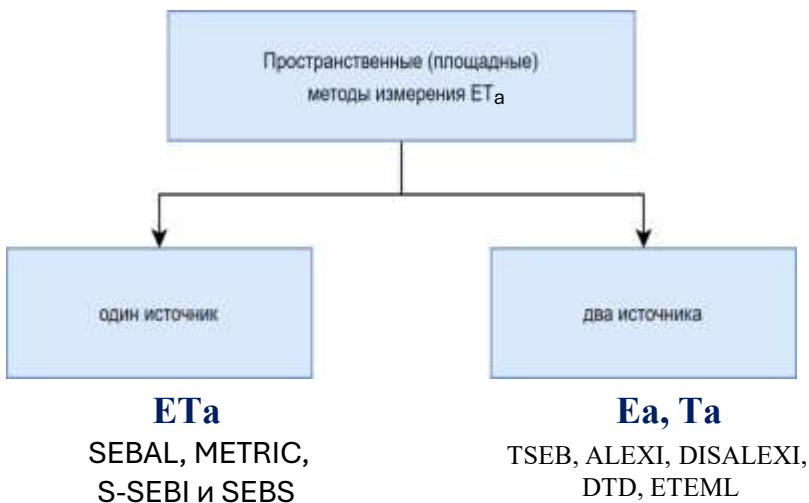 Пространственные (площадные)
методы измерения ETa
один источник
два источника
ETa
SEBAL, METRIC,
S-SEBI и SEBS
Ea, Ta
TSEB, ALEXI, DISALEXI,
DTD, ETEML